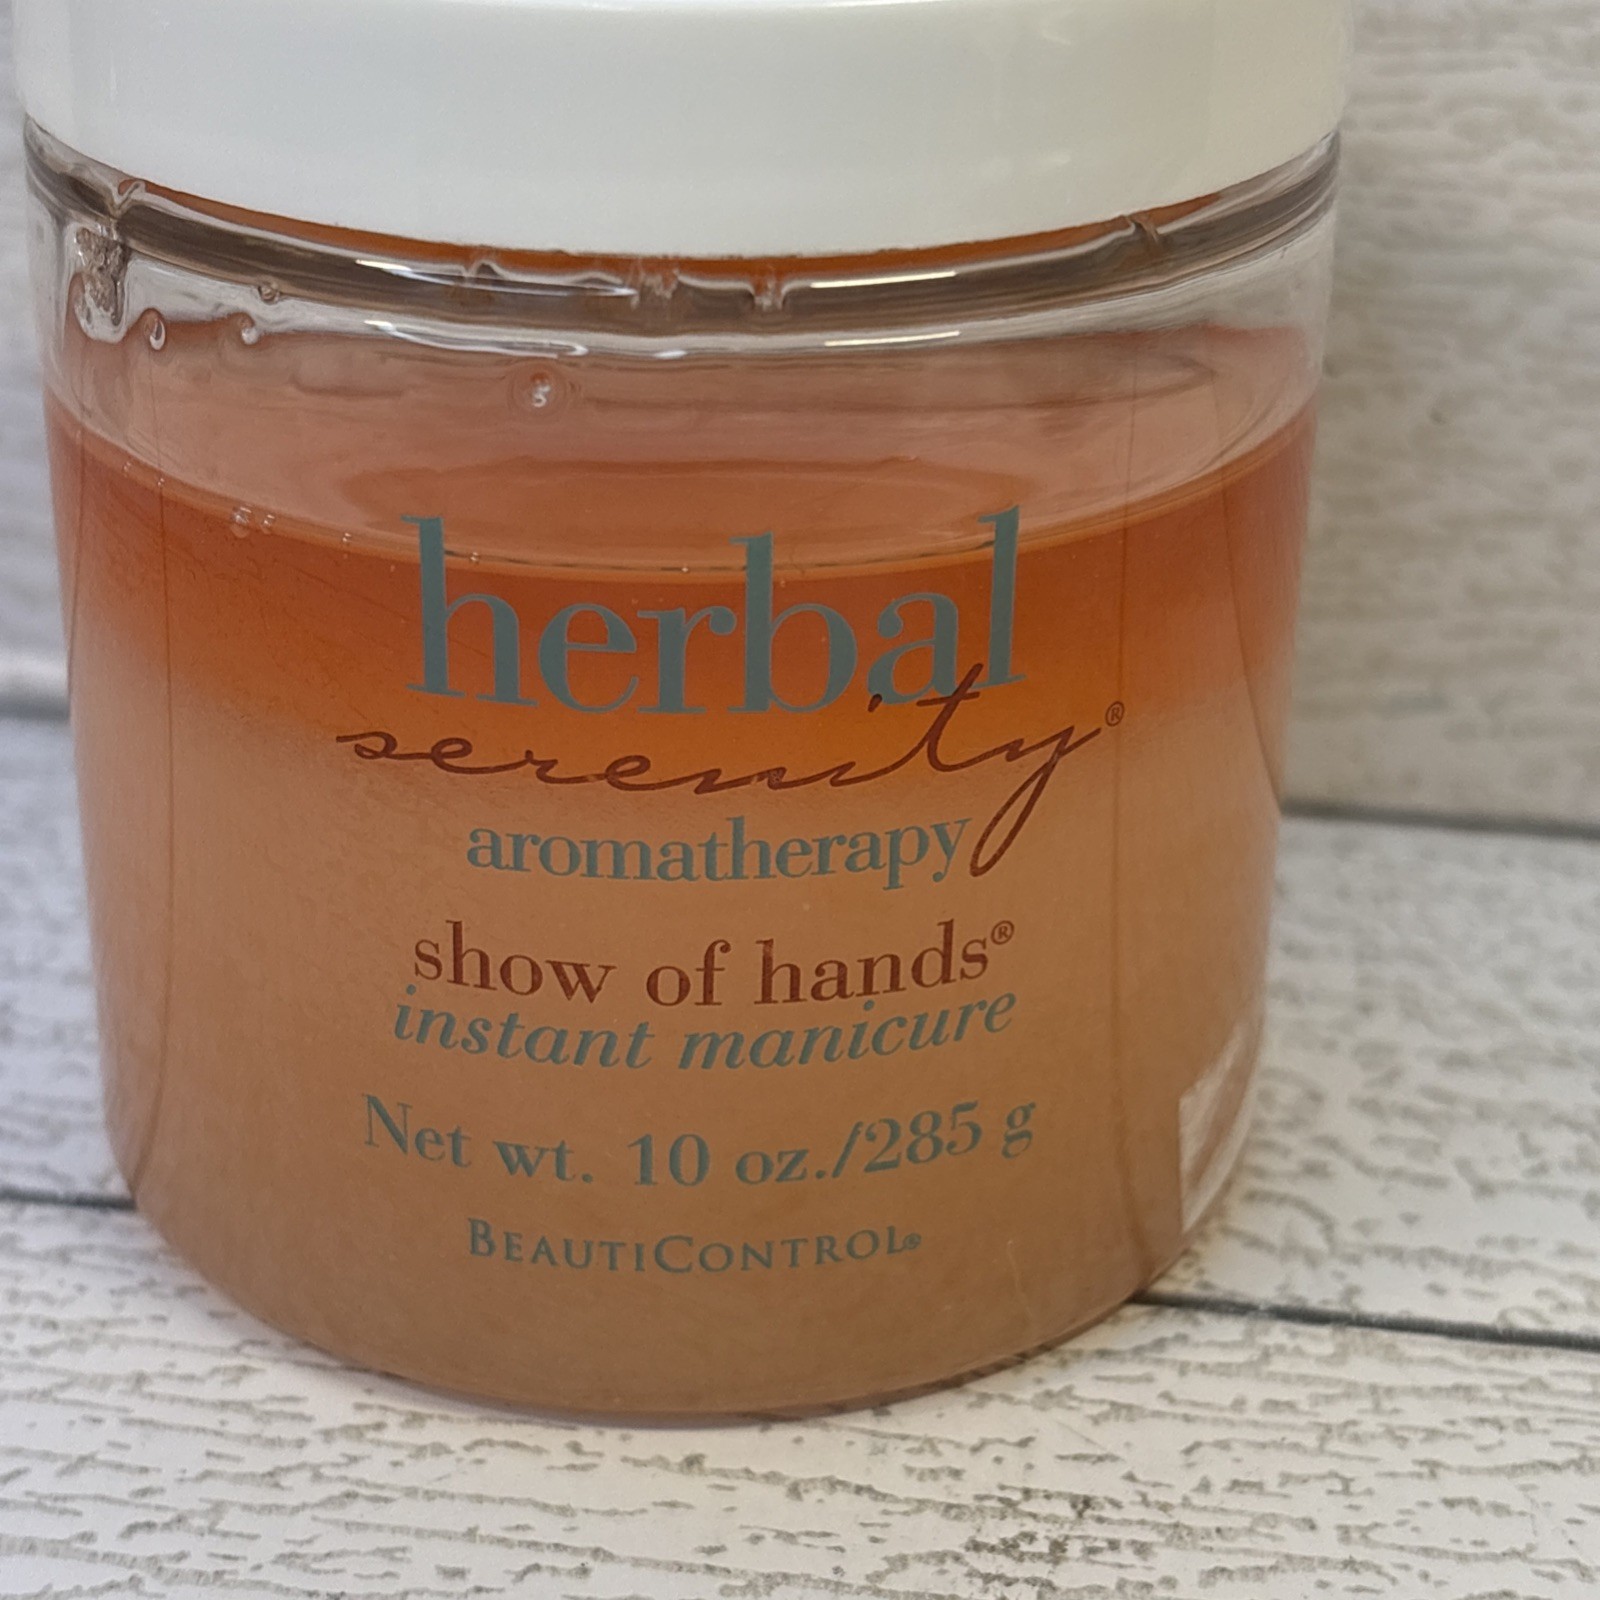 herbal
serenity®
aromatherapy
show of hands®
instant manicure
Net wt. 10 oz./285 g
BEAUTICONTROL®